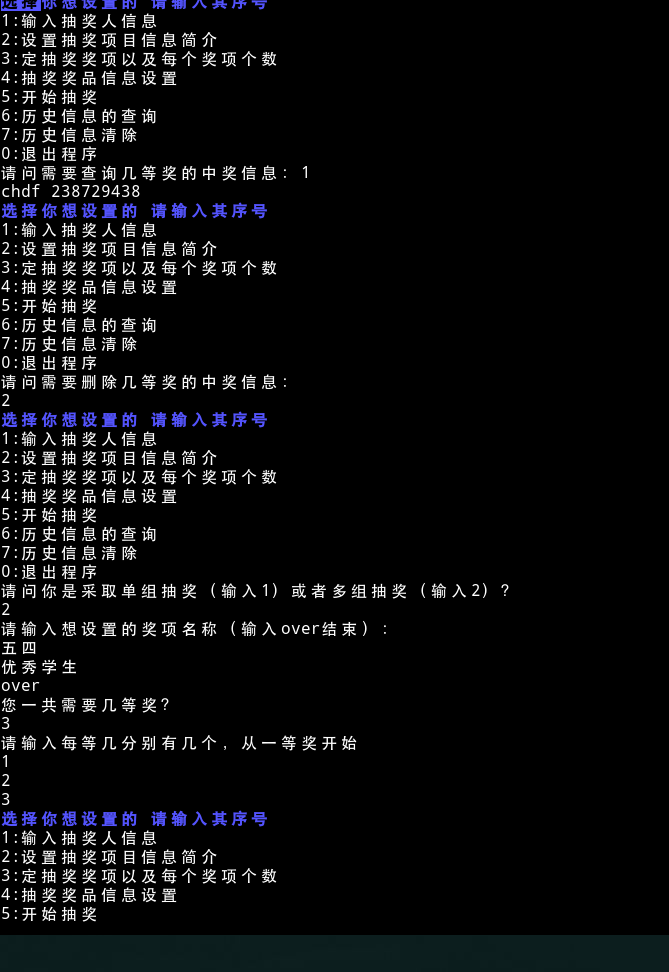 选择你想设置的 请输入其序号
1:输入抽奖人信息
2:设置抽奖项目信息简介
3:定抽奖奖项以及每个奖项个数
4:抽奖奖品信息设置
5:开始抽奖
6:历史信息的查询
7:历史信息清除
0:退出程序
请问需要查询几等奖的中奖信息：1
chdf 238729438
选择你想设置的 请输入其序号
1:输入抽奖人信息
2:设置抽奖项目信息简介
3:定抽奖奖项以及每个奖项个数
4:抽奖奖品信息设置
5:开始抽奖
6:历史信息的查询
7:历史信息清除
0:退出程序
请问需要删除几等奖的中奖信息：
2
选择你想设置的 请输入其序号
1:输入抽奖人信息
2:设置抽奖项目信息简介
3:定抽奖奖项以及每个奖项个数
4:抽奖奖品信息设置
5:开始抽奖
6:历史信息的查询
7:历史信息清除
0:退出程序
请问你是采取单组抽奖（输入1）或者多组抽奖（输入2）？
2
请输入想设置的奖项名称（输入over结束）：
五四
优秀学生
over
您一共需要几等奖？
3
请输入每等几分别有几个，从一等奖开始
1
2
3
选择你想设置的 请输入其序号
1:输入抽奖人信息
2:设置抽奖项目信息简介
3:定抽奖奖项以及每个奖项个数
4:抽奖奖品信息设置
5:开始抽奖